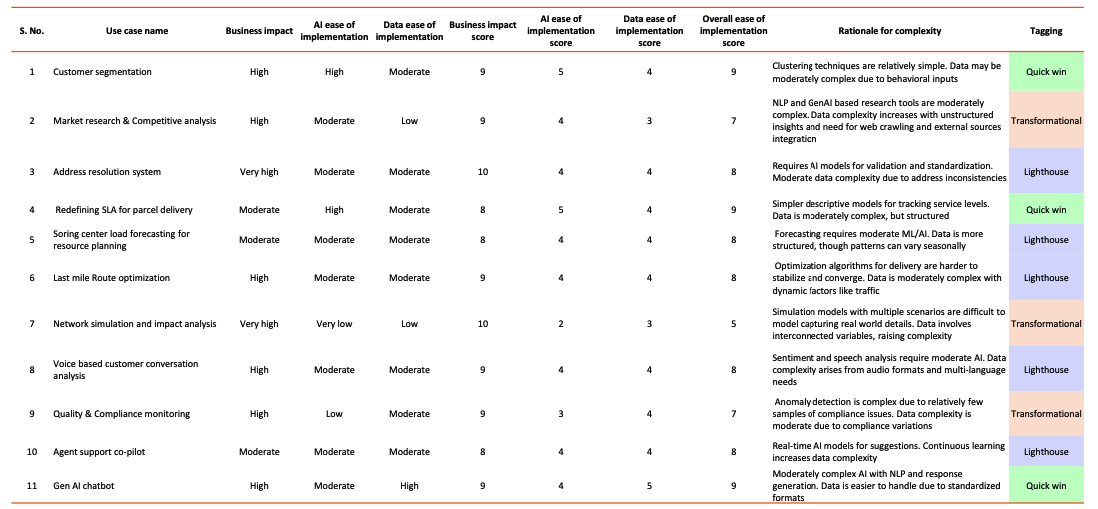 S. No. Use case name Business impact AI ease of implementation Data ease of implementation Business impact score AI ease of implementation score Data ease of implementation score Overall ease of implementation score Rationale for complexity Tagging
1 Customer segmentation High High Moderate 9 5 4 9 Clustering techniques are relatively simple. Data may be
moderately complex due to behavioral inputs Quick win
2 Market research & Competitive analysis High Moderate Low 9 4 3 7 NLP and GenAI based research tools are moderately
complex. Data complexity increases with unstructured
insights and need for web crawling and external sources
integration Transformational
3 Address resolution system Very high Moderate Moderate 10 4 4 8 Requires AI models for validation and standardization.
Moderate data complexity due to address inconsistencies Lighthouse
4 Redefining SLA for parcel delivery Moderate High Moderate 8 5 4 9 Simpler descriptive models for tracking service levels.
Data is moderately complex, but structured Quick win
5 Soring center load forecasting for
resource planning Moderate Moderate Moderate 8 4 4 8 Forecasting requires moderate ML/AI. Data is more
structured, though patterns can vary seasonally Lighthouse
6 Last mile Route optimization High Moderate Moderate 9 4 4 8 Optimization algorithms for delivery are harder to
stabilize and converge. Data is moderately complex with
dynamic factors like traffic Lighthouse
7 Network simulation and impact analysis Very high Very low Low 10 2 3 5 Simulation models with multiple scenarios are difficult to
model capturing real world details. Data involves
interconnected variables, raising complexity Transformational
8 Voice based customer conversation
analysis High Moderate Moderate 9 4 4 8 Sentiment and speech analysis require moderate AI. Data
complexity arises from audio formats and multi-language
needs Lighthouse
9 Quality & Compliance monitoring High Low Moderate 9 3 4 7 Anomaly detection is complex due to relatively few
samples of compliance issues. Data complexity is
moderate due to compliance variations Transformational
10 Agent support co-pilot Moderate Moderate Moderate 8 4 4 8 Real-time AI models for suggestions. Continuous learning
increases data complexity Lighthouse
11 Gen AI chatbot High Moderate High 9 4 5 9 Moderately complex AI with NLP and response
generation. Data is easier to handle due to standardized
formats Quick win